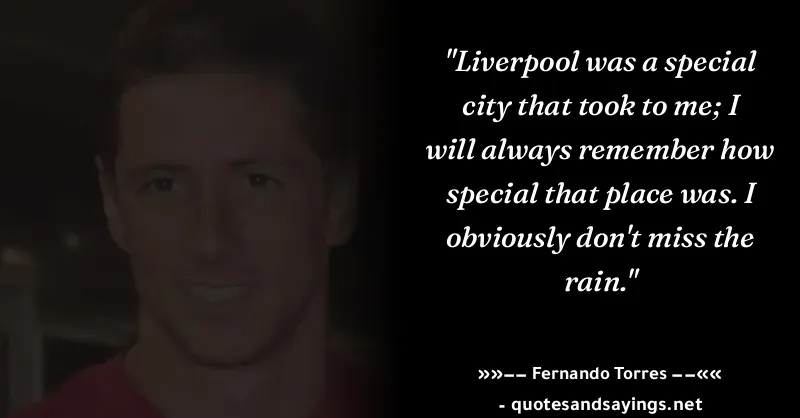 "Liverpool was a special
city that took to me; I
will always remember how
special that place was. I
obviously don't miss the
rain."
»»–– Fernando Torres ––««
- quotesandsayings.net